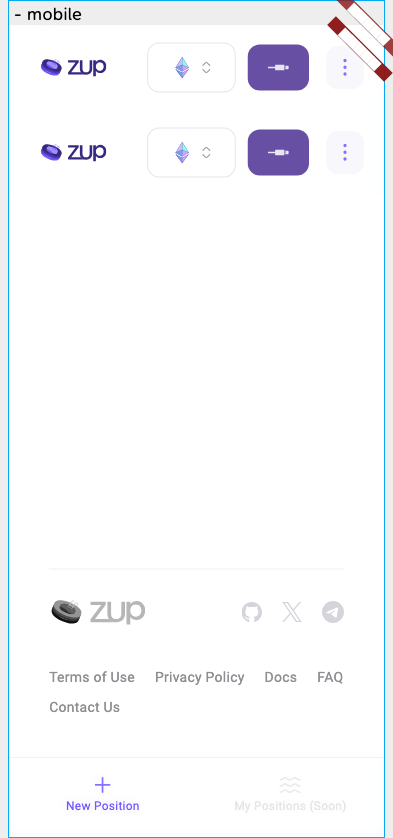 - mobile
zup
zup
zup
Terms of Use Privacy Policy Docs FAQ
Contact Us
New Position My Positions (Soon)